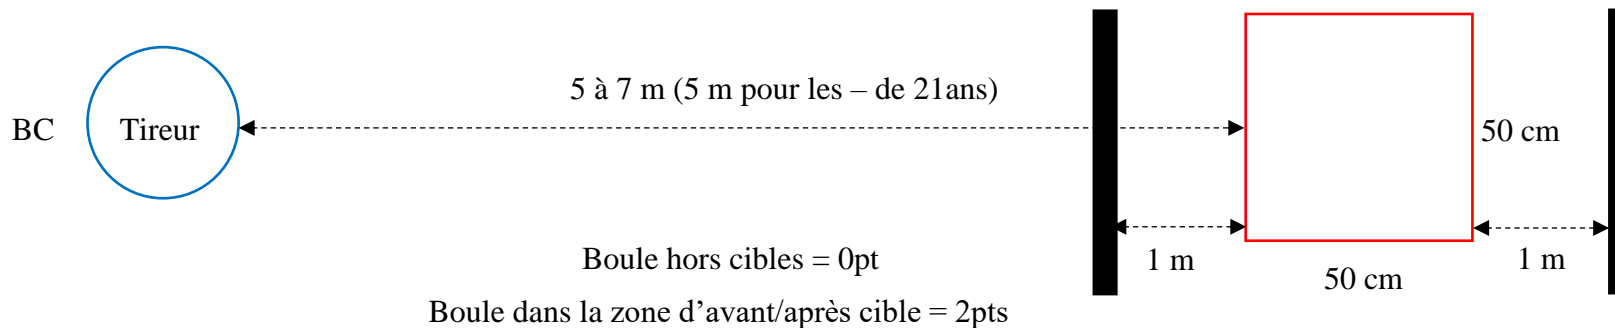 5 à 7 m (5 m pour les – de 21ans)
BC
Tireur
50 cm
Boule hors cibles = 0pt
1 m
1 m
50 cm
Boule dans la zone d’avant/après cible = 2pts